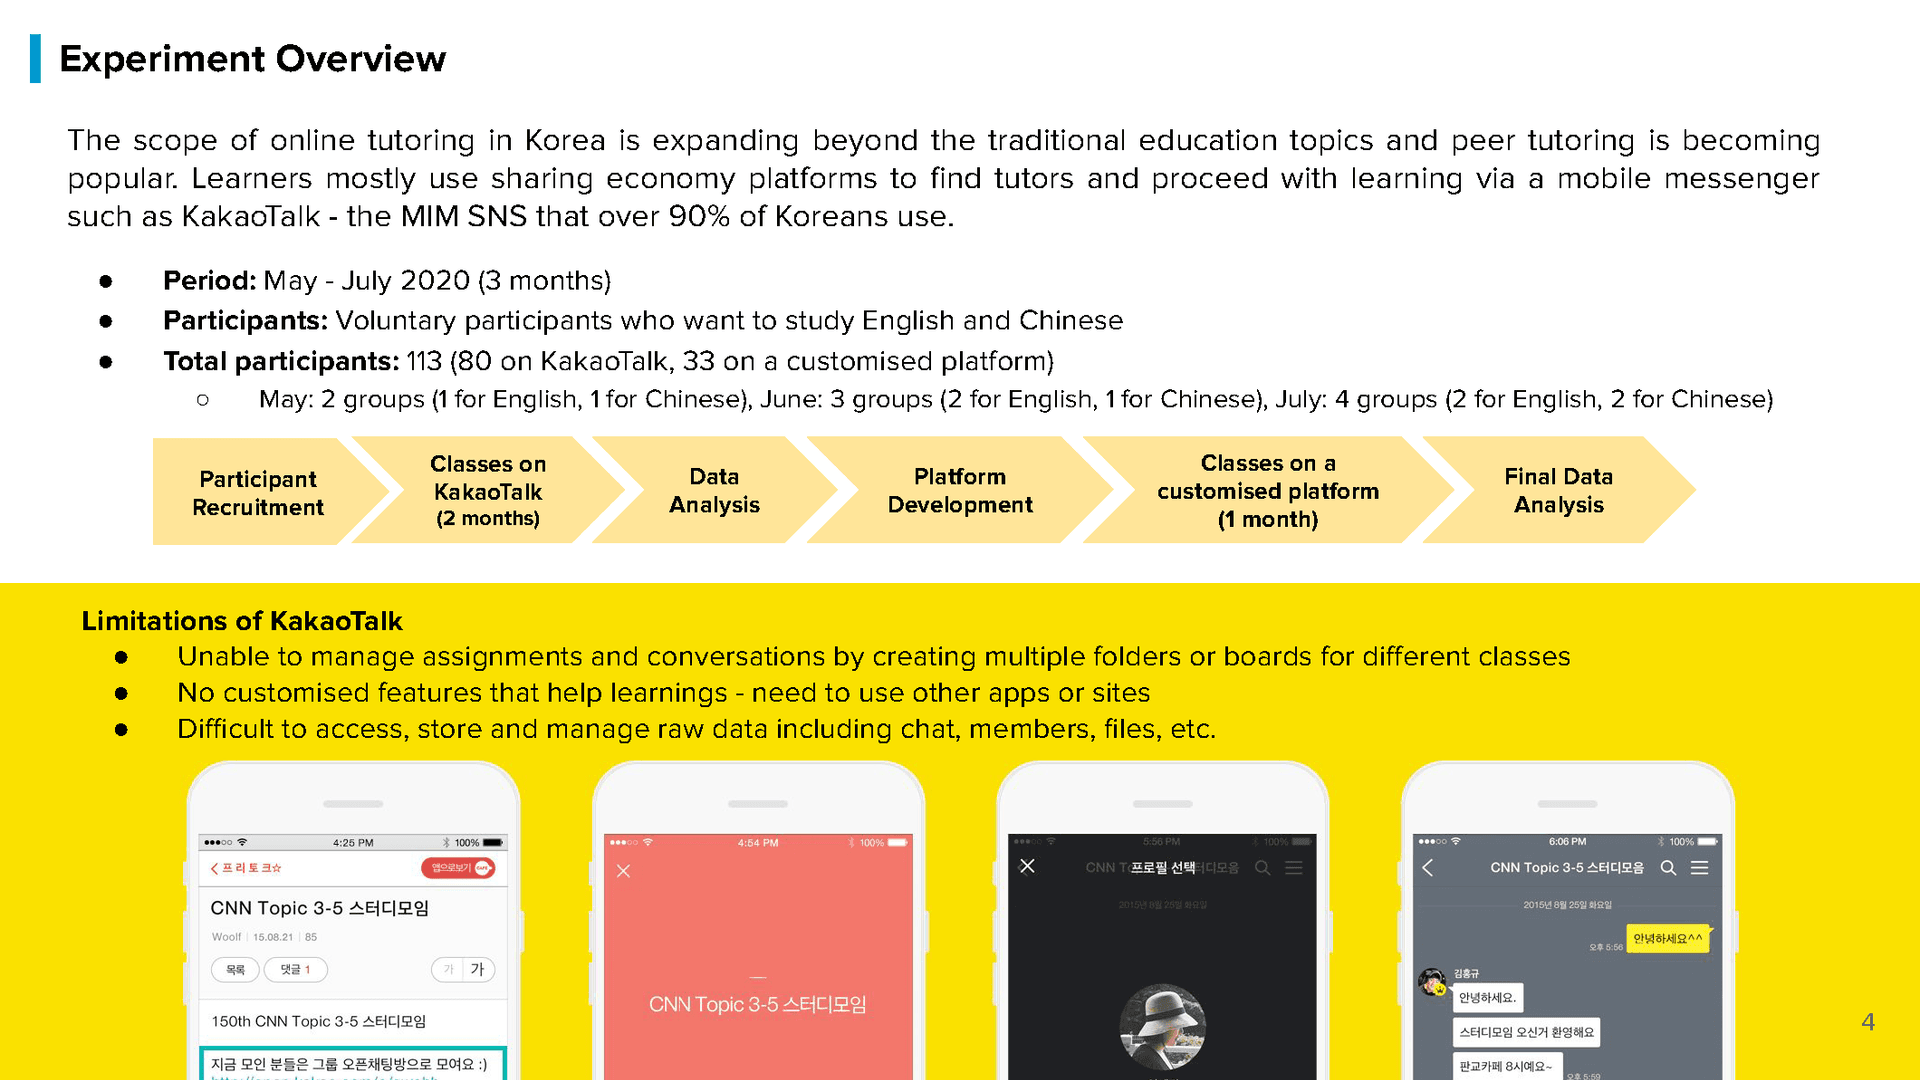 Experiment Overview
The scope of online tutoring in Korea is expanding beyond the traditional education topics and peer tutoring is becoming
popular. Learners mostly use sharing economy platforms to find tutors and proceed with learning via a mobile messenger
such as KakaoTalk - the MIM SNS that over 90% of Koreans use.
● Period: May - July 2020 (3 months)
● Participants: Voluntary participants who want to study English and Chinese
● Total participants: 113 (80 on KakaoTalk, 33 on a customised platform)
○ May: 2 groups (1 for English, 1 for Chinese), June: 3 groups (2 for English, 1 for Chinese), July: 4 groups (2 for English, 2 for Chinese)
Participant
Recruitment
Classes on
KakaoTalk
(2 months)
Data
Analysis
Platform
Development
Classes on a
customised platform
(1 month)
Final Data
Analysis
Limitations of KakaoTalk
● Unable to manage assignments and conversations by creating multiple folders or boards for different classes
● No customised features that help learnings - need to use other apps or sites
● Difficult to access, store and manage raw data including chat, members, files, etc.
4:25 PM 100%
프리토크☆ 앱으로보기
CNN Topic 3-5 스터디모임
Woolf 15.08.21 85
목록 댓글 1 가 가
150th CNN Topic 3-5 스터디모임
지금 모인 분들은 그룹 오픈채팅방으로 모여요 :)
4:54 PM 100%
CNN Topic 3-5 스터디모임
5:56 PM 100%
프로필 선택
2015년 8월 25일 화요일
6:06 PM 100%
CNN Topic 3-5 스터디모음
2015년 8월 25일 화요일
오후 5:56 안녕하세요^^
김홍규
안녕하세요.
스터디모임 오신거 환영해요
판교카페 8시예요~
오후 5:59
4